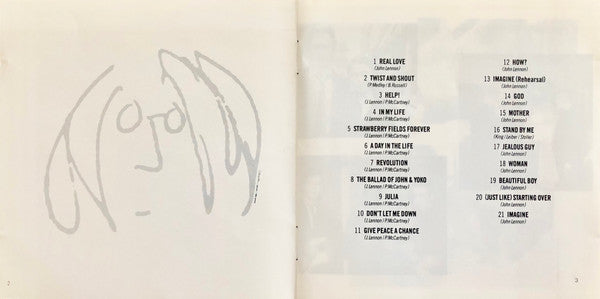 1 REAL LOVE
(John Lennon)
2 TWIST AND SHOUT
(P. Medley / B. Russell)
3 HELP!
(J. Lennon / P. McCartney)
4 IN MY LIFE
(J. Lennon / P. McCartney)
5 STRAWBERRY FIELDS FOREVER
(J. Lennon / P. McCartney)
6 A DAY IN THE LIFE
(J. Lennon / P. McCartney)
7 REVOLUTION
(J. Lennon / P. McCartney)
8 THE BALLAD OF JOHN & YOKO
(J. Lennon / P. McCartney)
9 JULIA
(J. Lennon / P. McCartney)
10 DON'T LET ME DOWN
(J. Lennon / P. McCartney)
11 GIVE PEACE A CHANCE
(J. Lennon / P. McCartney)
12 HOW?
(John Lennon)
13 IMAGINE (Rehearsal)
(John Lennon)
14 GOD
(John Lennon)
15 MOTHER
(John Lennon)
16 STAND BY ME
(King / Leiber / Stoller)
17 JEALOUS GUY
(John Lennon)
18 WOMAN
(John Lennon)
19 BEAUTIFUL BOY
(John Lennon)
20 (JUST LIKE) STARTING OVER
(John Lennon)
21 IMAGINE
(John Lennon)
2
3